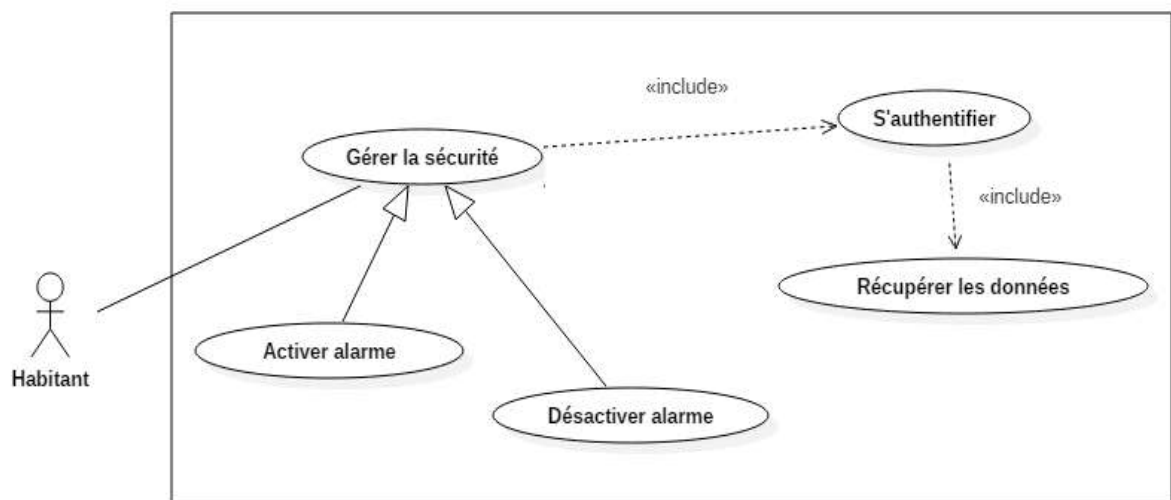 «include»
S'authentifier
Gérer la sécurité
«include»
Récupérer les données
Activer alarme
Habitant
Désactiver alarme